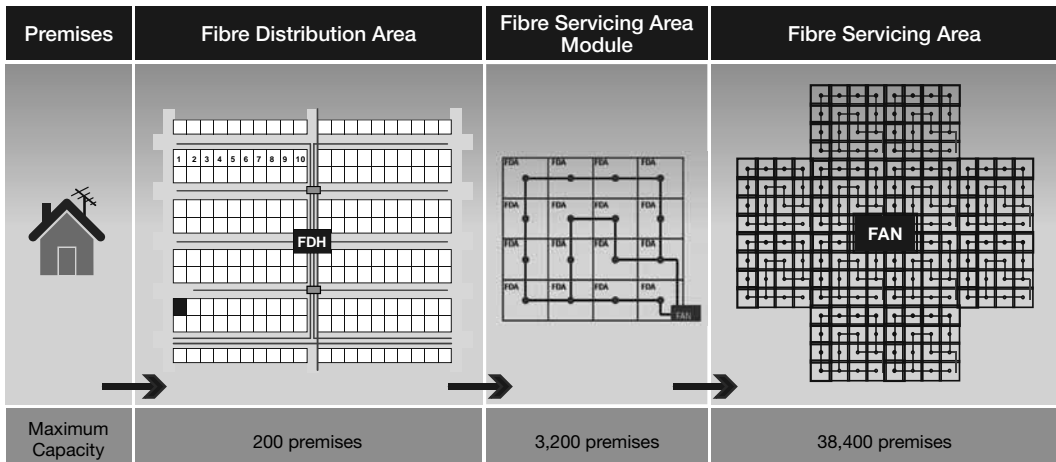 Premises
Fibre Distribution Area
Fibre Servicing Area
Module
Fibre Servicing Area
1 2 3 4 5 6 7 8 9 10
FDH
FDA FDA FDA FDA
FDA FDA FDA FDA
FDA FDA FDA FDA
FDA FDA FDA FDA
FAN
FAN
Maximum
Capacity
200 premises
3,200 premises
38,400 premises